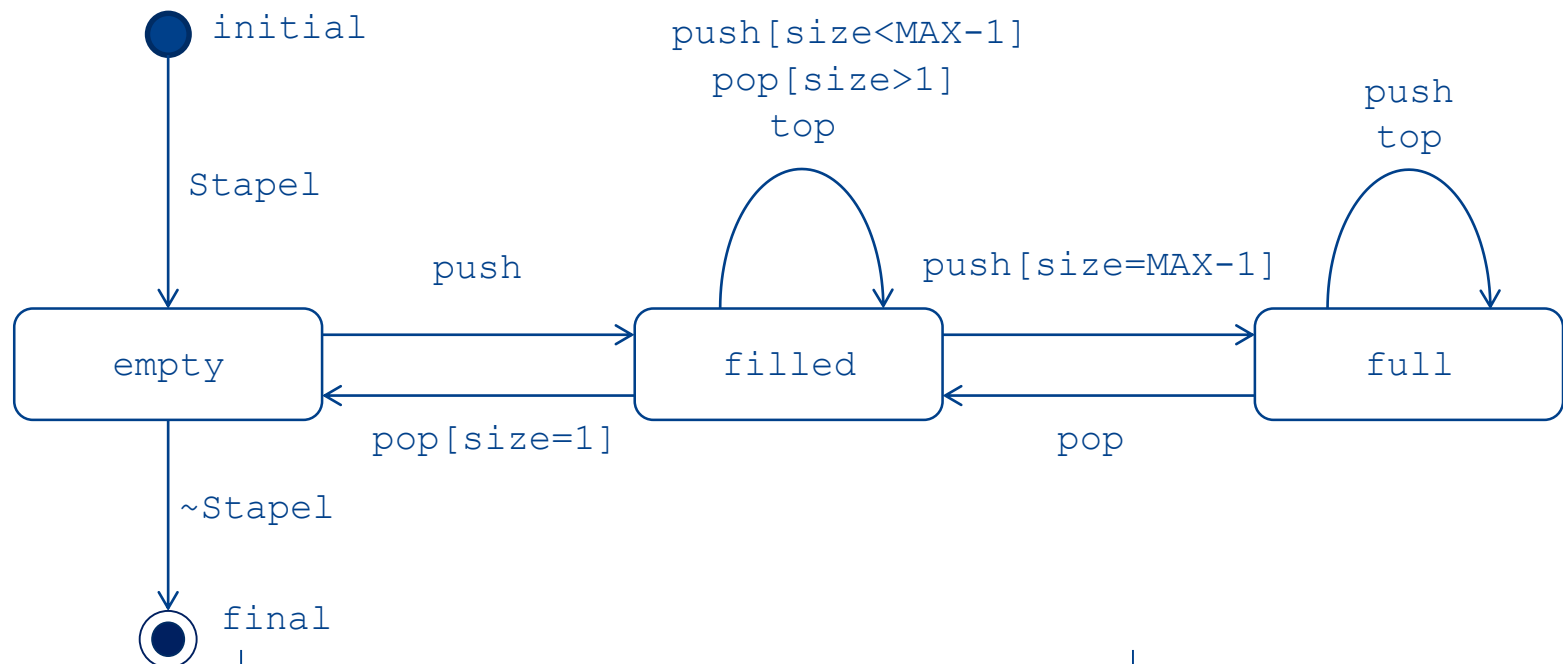 initial
push[size<MAX-1]
pop[size>1]
top
push
top
Stapel
push
push[size=MAX-1]
empty
filled
full
pop[size=1]
pop
~Stapel
final